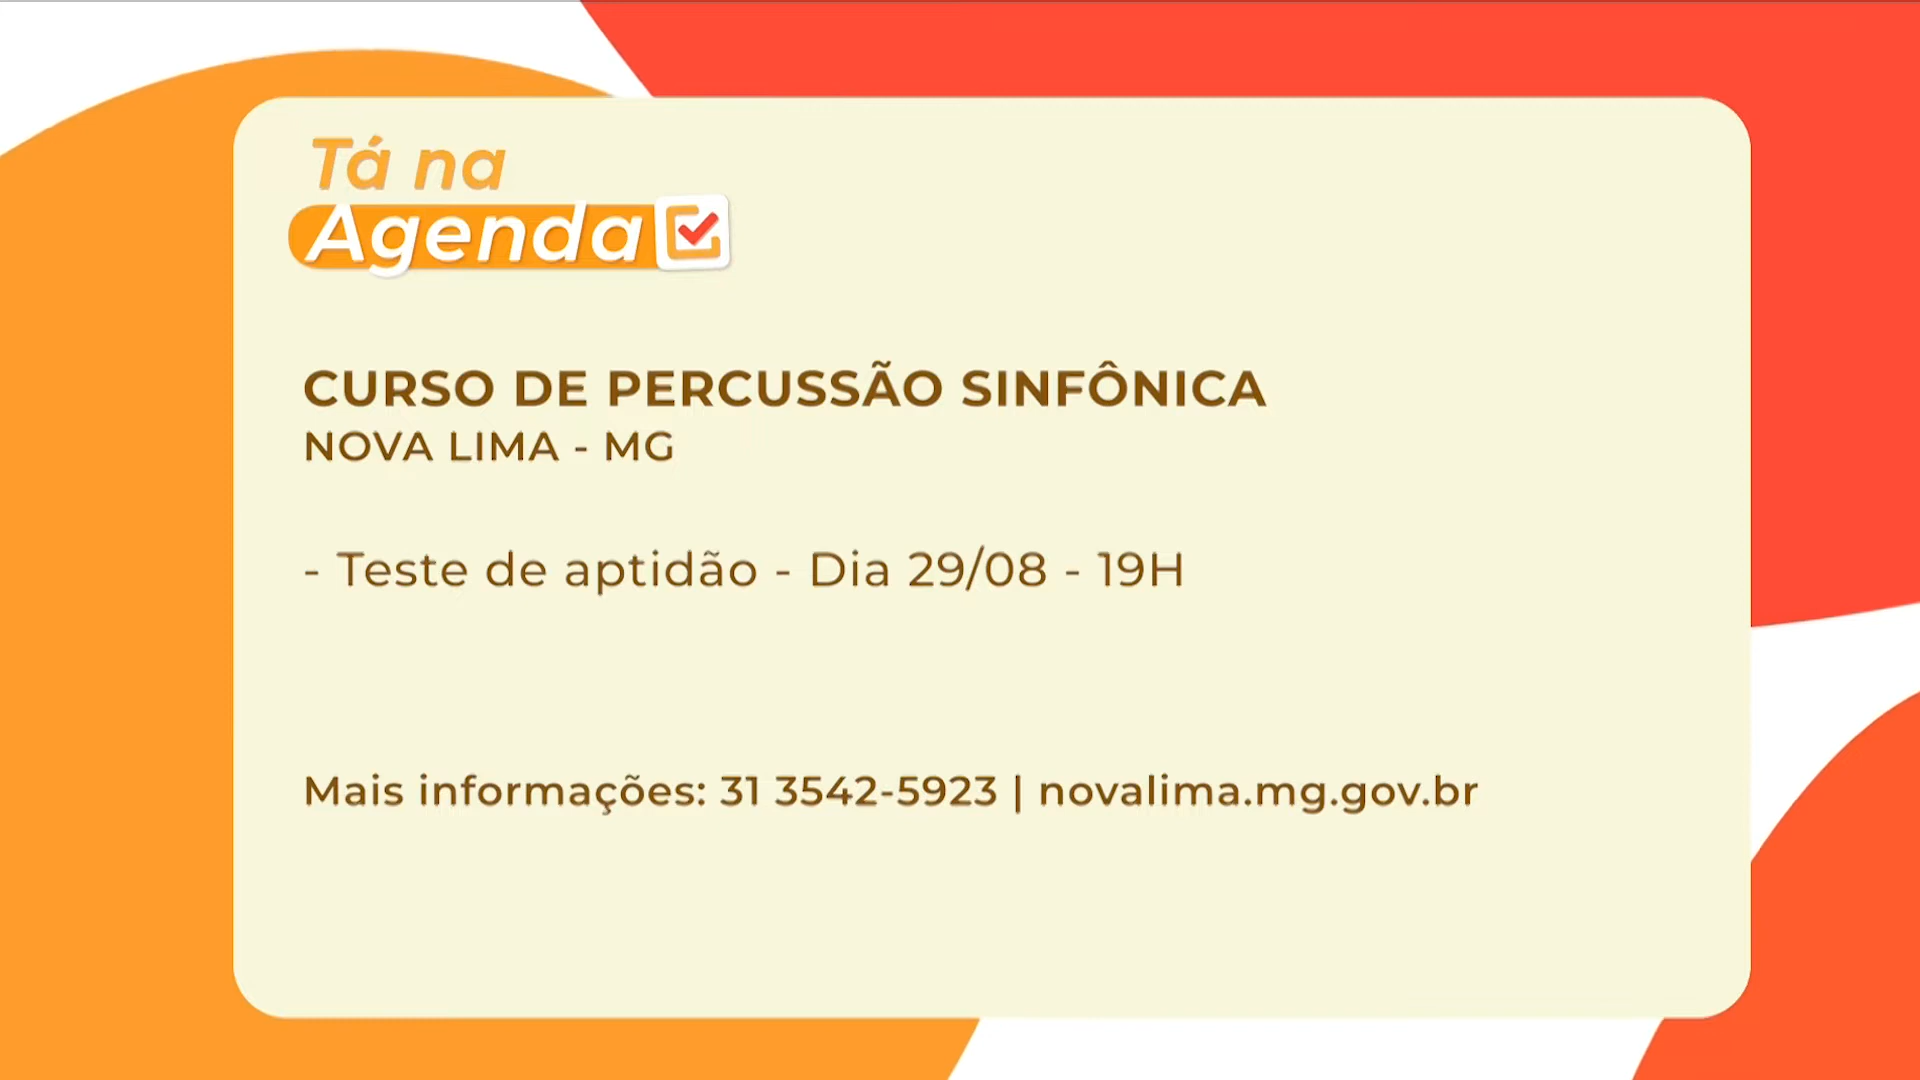 Tá na
Agenda
CURSO DE PERCUSSÃO SINFÔNICA
NOVA LIMA - MG
- Teste de aptidão - Dia 29/08 - 19H
Mais informações: 31 3542-5923 | novalima.mg.gov.br